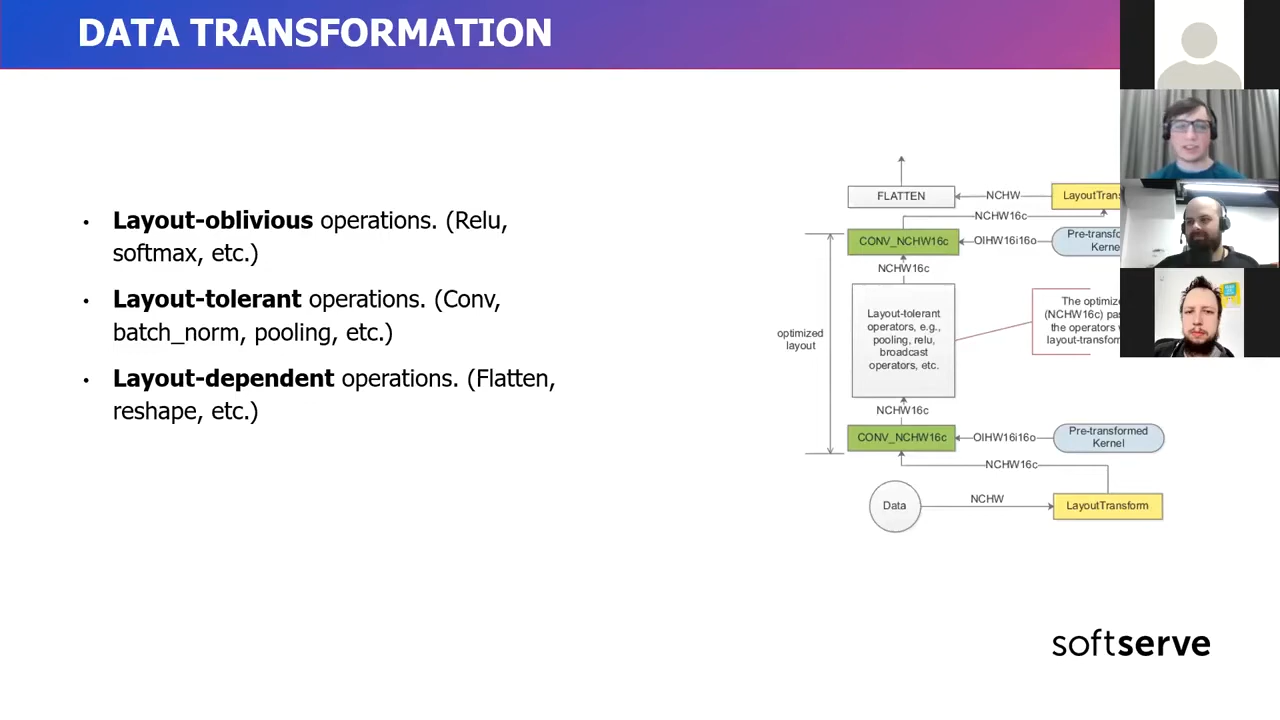 DATA TRANSFORMATION
• Layout-oblivious operations. (Relu,
softmax, etc.)
• Layout-tolerant operations. (Conv,
batch_norm, pooling, etc.)
• Layout-dependent operations. (Flatten,
reshape, etc.)
FLATTEN
NCHW
LayoutTran
NCHW16c
CONV_NCHW16c
OIHW16i16o
Pre-transfo
Kerne
NCHW16c
Layout-tolerant
operators, e.g.,
pooling, relu,
broadcast
operators, etc.
The optimize
(NCHW16c) pa
the operators
layout-transfor
optimized
layout
NCHW16c
CONV_NCHW16c
OIHW16i16o
Pre-transformed
Kernel
NCHW16c
Data
NCHW
LayoutTransform
softserve